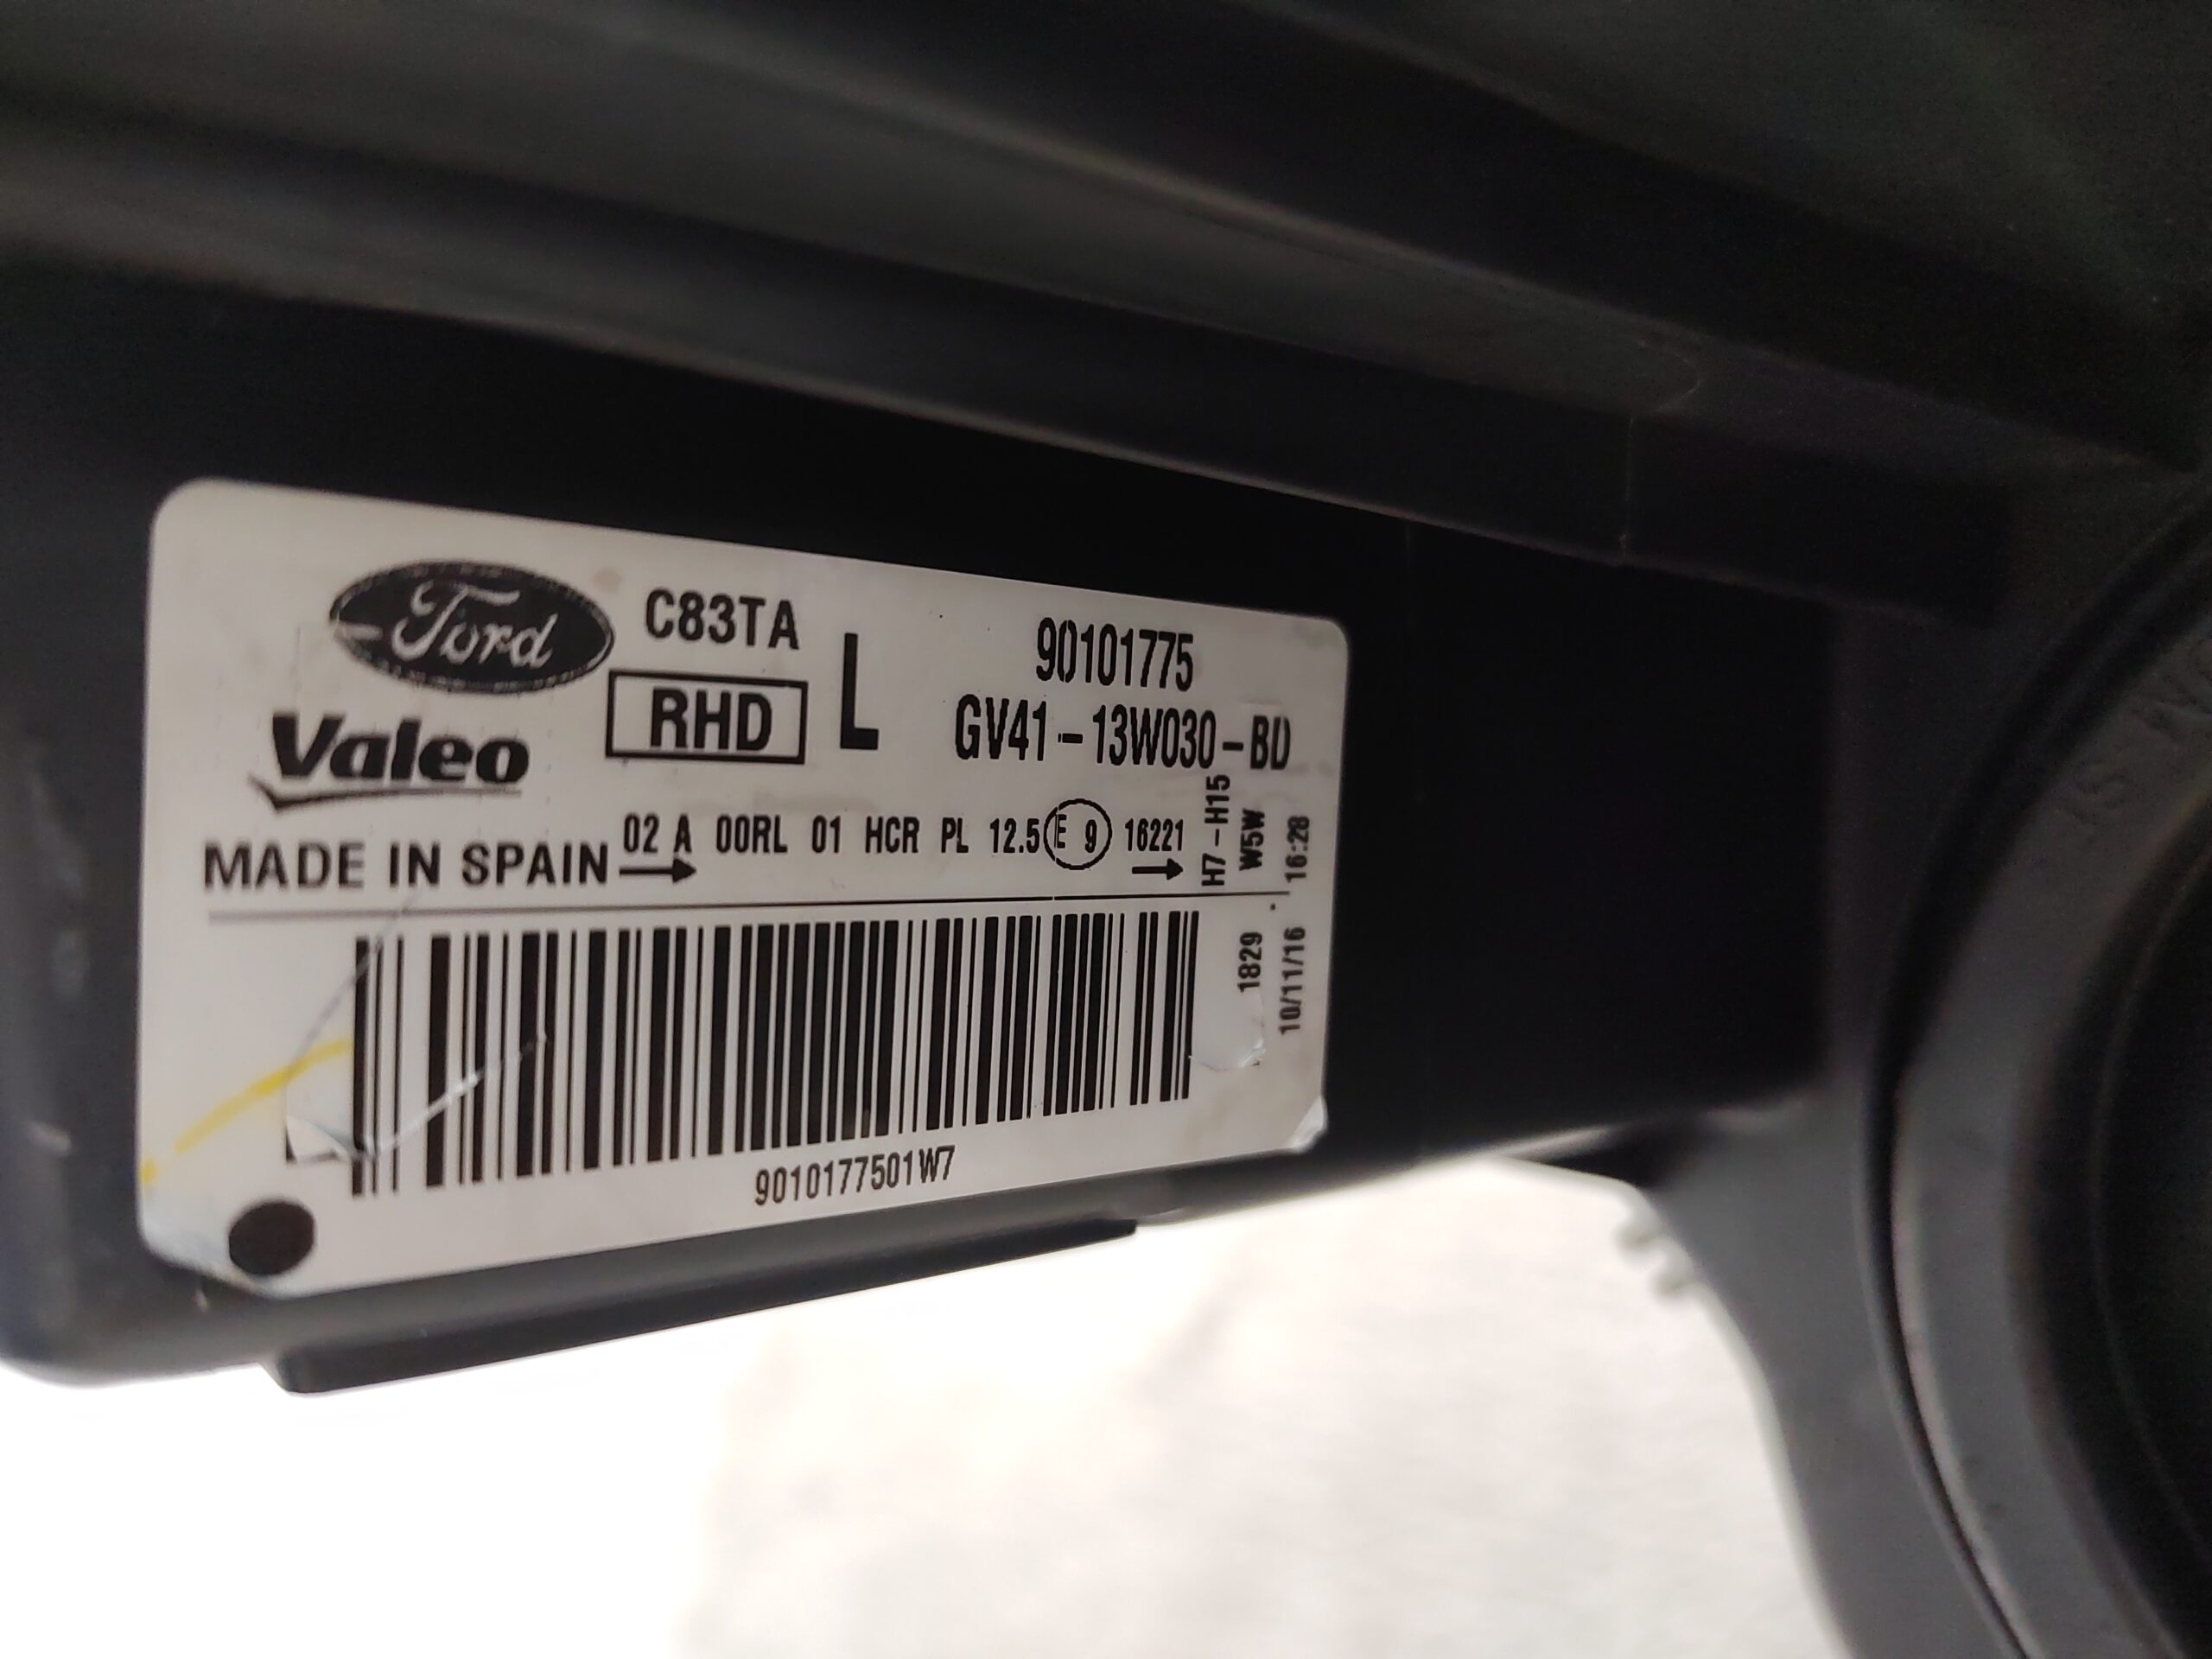 Ford
C83TA
90101775
Valeo
RHD
L
GV41-13W030-BD
MADE IN SPAIN
02 A 00RL 01 HCR PL 12.5 E 9 16221
H7-H15
W5W
16:28
1829
10/11/16
9010177501W7